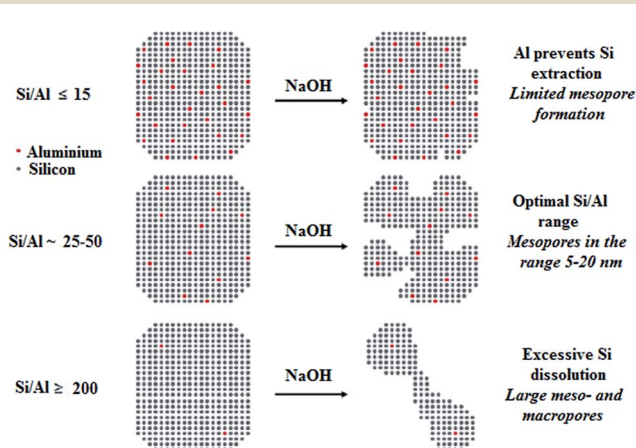 Si/Al ≤ 15
NaOH
Al prevents Si
extraction
Limited mesopore
formation
Aluminium
Silicon
Si/Al ~ 25-50
NaOH
Optimal Si/Al
range
Mesopores in the
range 5-20 nm
Si/Al ≥ 200
NaOH
Excessive Si
dissolution
Large meso- and
macropores